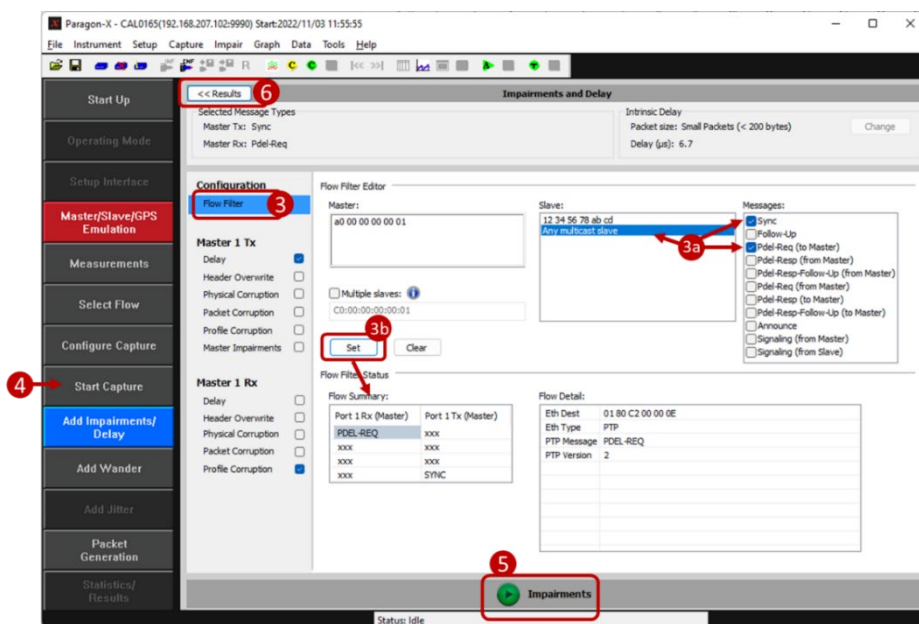 Paragon-X - CAL0165(192.168.207.102:9990) Start:2022/11/03 11:55:55
File Instrument Setup Capture Impair Graph Data Tools Help
Start Up
Operating Mode
Setup Interface
Master/Slave/GPS
Emulation
Measurements
Select Flow
Configure Capture
4
Start Capture
Add Impairments/
Delay
Add Wander
Add Jitter
Packet
Generation
Statistics/
Results
<< Results
6
Impairments and Delay
Selected Message Types
Master Tx: Sync
Master Rx: Pdel-Req
Intrinsic Delay
Packet size: Small Packets (< 200 bytes)
Change
Delay (µs): 6.7
Configuration
Flow Filter
3
Master 1 Tx
Delay
Header Overwrite
Physical Corruption
Packet Corruption
Profile Corruption
Master Impairments
Master 1 Rx
Delay
Header Overwrite
Physical Corruption
Packet Corruption
Profile Corruption
Flow Filter Editor
Master:
a0 00 00 00 00 01
Multiple slaves:
C0:00:00:00:00:01
3b
Set Clear
Slave:
12 34 56 78 ab cd
Any multicast slave
3a
Messages:
Sync
Follow-Up
Pdel-Req (to Master)
Pdel-Resp (from Master)
Pdel-Resp-Follow-Up (from Master)
Pdel-Req (from Master)
Pdel-Resp (to Master)
Pdel-Resp-Follow-Up (to Master)
Announce
Signaling (from Master)
Signaling (from Slave)
Flow Filter Status
Flow Summary:
Port 1 Rx (Master) Port 1 Tx (Master)
PDEL-REQ xxx
xxx xxx
xxx xxx
xxx SYNC
Flow Detail:
Eth Dest 01 80 C2 00 00 0E
Eth Type PTP
PTP Message PDEL-REQ
PTP Version 2
5
Impairments
Status: Idle